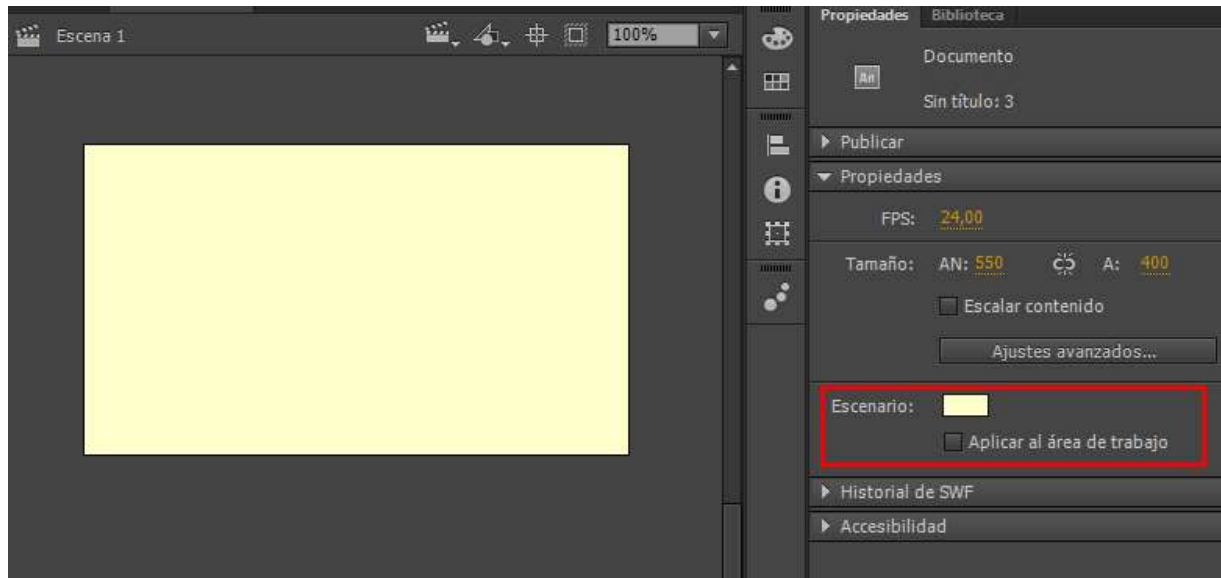 Escena 1
100%
Propiedades Biblioteca
An
Documento
Sin título: 3
Publicar
Propiedades
FPS: 24,00
Tamaño: AN: 550 A: 400
Escalar contenido
Ajustes avanzados...
Escenario:
Aplicar al área de trabajo
Historial de SWF
Accesibilidad